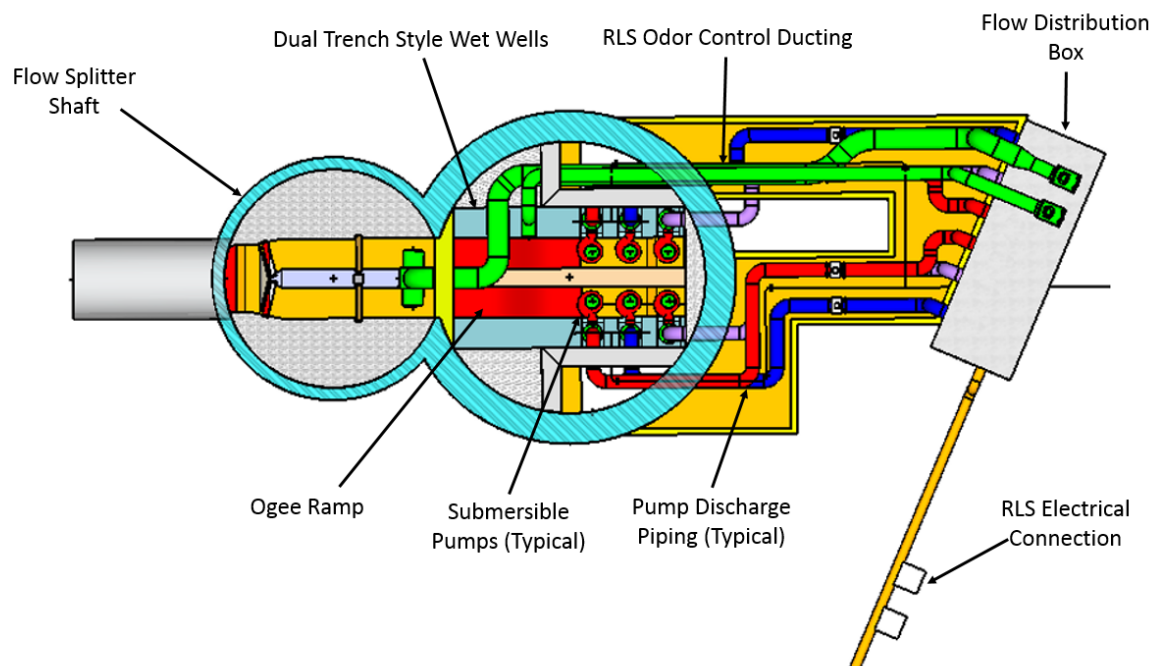 Flow Distribution
Box
Dual Trench Style Wet Wells
RLS Odor Control Ducting
Flow Splitter
Shaft
Ogee Ramp
Submersible
Pumps (Typical)
Pump Discharge
Piping (Typical)
RLS Electrical
Connection